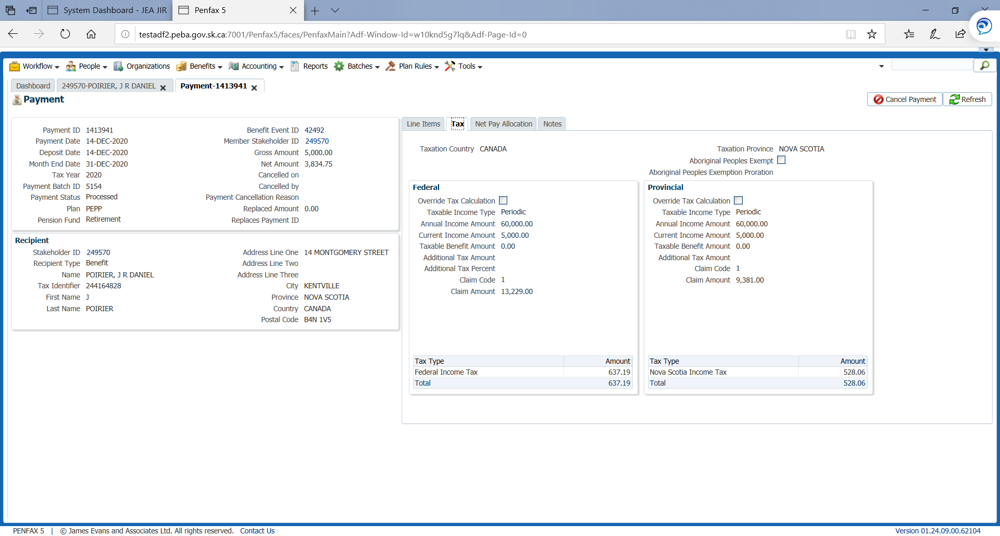 System Dashboard - JEA JIR
Penfax 5
testadf2.peba.gov.sk.ca:7001/Penfax5/faces/PenfaxMain?Adf-Window-Id=w10knd5g7lq&Adf-Page-Id=0
Workflow People Organizations Benefits Accounting Reports Batches Plan Rules Tools
Dashboard 249570-POIRIER, J R DANIEL Payment-1413941
Payment
Cancel Payment Refresh
Payment ID 1413941
Payment Date 14-DEC-2020
Deposit Date 14-DEC-2020
Month End Date 31-DEC-2020
Tax Year 2020
Payment Batch ID 5154
Payment Status Processed
Plan PEPP
Pension Fund Retirement
Benefit Event ID 42492
Member Stakeholder ID 249570
Gross Amount 5,000.00
Net Amount 3,834.75
Cancelled on
Cancelled by
Payment Cancellation Reason
Replaced Amount 0.00
Replaces Payment ID
Recipient
Stakeholder ID 249570
Recipient Type Benefit
Name POIRIER, J R DANIEL
Tax Identifier 244164828
First Name J
Last Name POIRIER
Address Line One 14 MONTGOMERY STREET
Address Line Two
Address Line Three
City KENTVILLE
Province NOVA SCOTIA
Country CANADA
Postal Code B4N 1V5
Line Items Tax Net Pay Allocation Notes
Taxation Country CANADA
Taxation Province NOVA SCOTIA
Aboriginal Peoples Exempt
Aboriginal Peoples Exemption Proration
Federal
Override Tax Calculation
Taxable Income Type Periodic
Annual Income Amount 60,000.00
Current Income Amount 5,000.00
Taxable Benefit Amount 0.00
Additional Tax Amount
Additional Tax Percent
Claim Code 1
Claim Amount 13,229.00
Tax Type Amount
Federal Income Tax 637.19
Total 637.19
Provincial
Override Tax Calculation
Taxable Income Type Periodic
Annual Income Amount 60,000.00
Current Income Amount 5,000.00
Taxable Benefit Amount 0.00
Additional Tax Amount
Claim Code 1
Claim Amount 9,381.00
Tax Type Amount
Nova Scotia Income Tax 528.06
Total 528.06
PENFAX 5 | © James Evans and Associates Ltd. All rights reserved. Contact Us
Version 01.24.09.00.62104